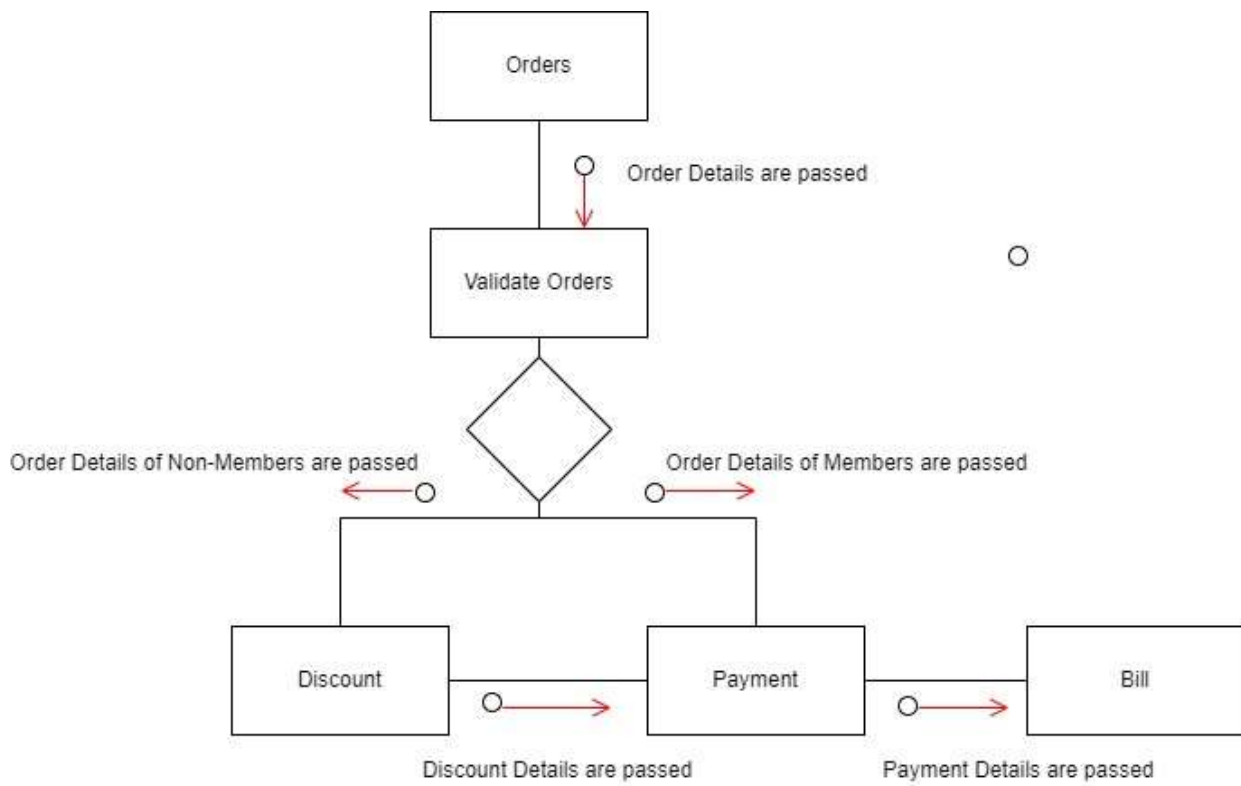 Orders
Order Details are passed
Validate Orders
Order Details of Non-Members are passed
Order Details of Members are passed
Discount
Payment
Bill
Discount Details are passed
Payment Details are passed